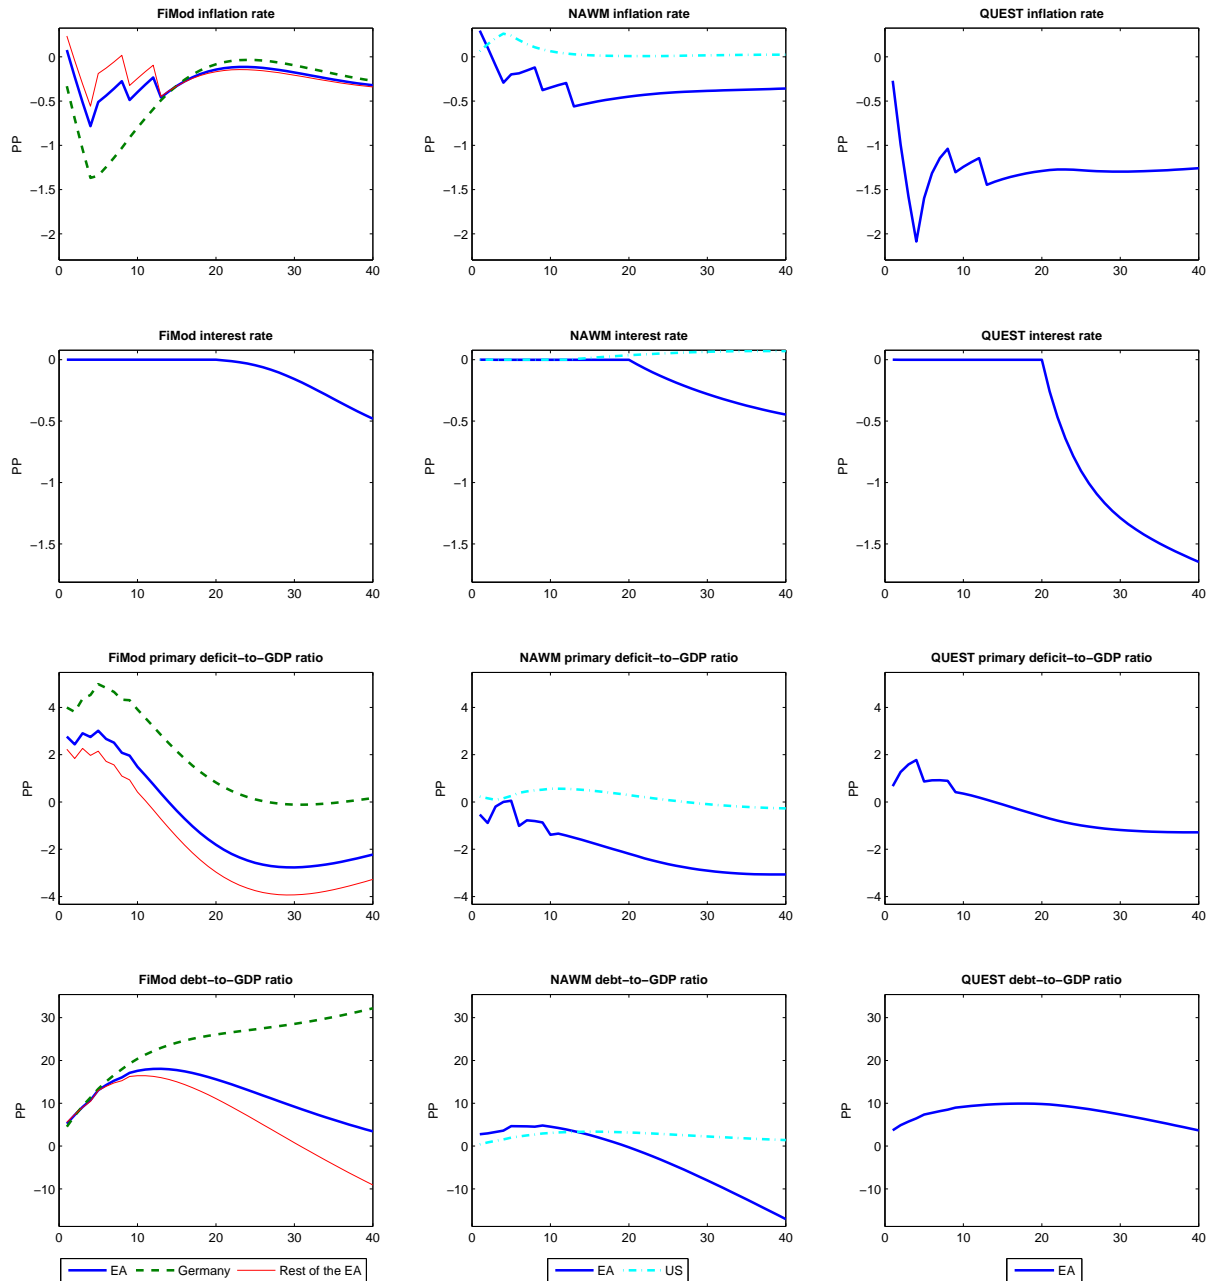 FiMod inflation rate
NAWM inflation rate
QUEST inflation rate
PP
0
−0.5
−1
−1.5
−2
0 10 20 30 40
PP
0
−0.5
−1
−1.5
−2
0 10 20 30 40
PP
0
−0.5
−1
−1.5
−2
0 10 20 30 40
FiMod interest rate
NAWM interest rate
QUEST interest rate
PP
0
−0.5
−1
−1.5
0 10 20 30 40
PP
0
−0.5
−1
−1.5
0 10 20 30 40
PP
0
−0.5
−1
−1.5
0 10 20 30 40
FiMod primary deficit−to−GDP ratio
NAWM primary deficit−to−GDP ratio
QUEST primary deficit−to−GDP ratio
PP
4
2
0
−2
−4
0 10 20 30 40
PP
4
2
0
−2
−4
0 10 20 30 40
PP
4
2
0
−2
−4
0 10 20 30 40
FiMod debt−to−GDP ratio
NAWM debt−to−GDP ratio
QUEST debt−to−GDP ratio
PP
30
20
10
0
−10
0 10 20 30 40
PP
30
20
10
0
−10
0 10 20 30 40
PP
30
20
10
0
−10
0 10 20 30 40
EA Germany Rest of the EA
EA US
EA